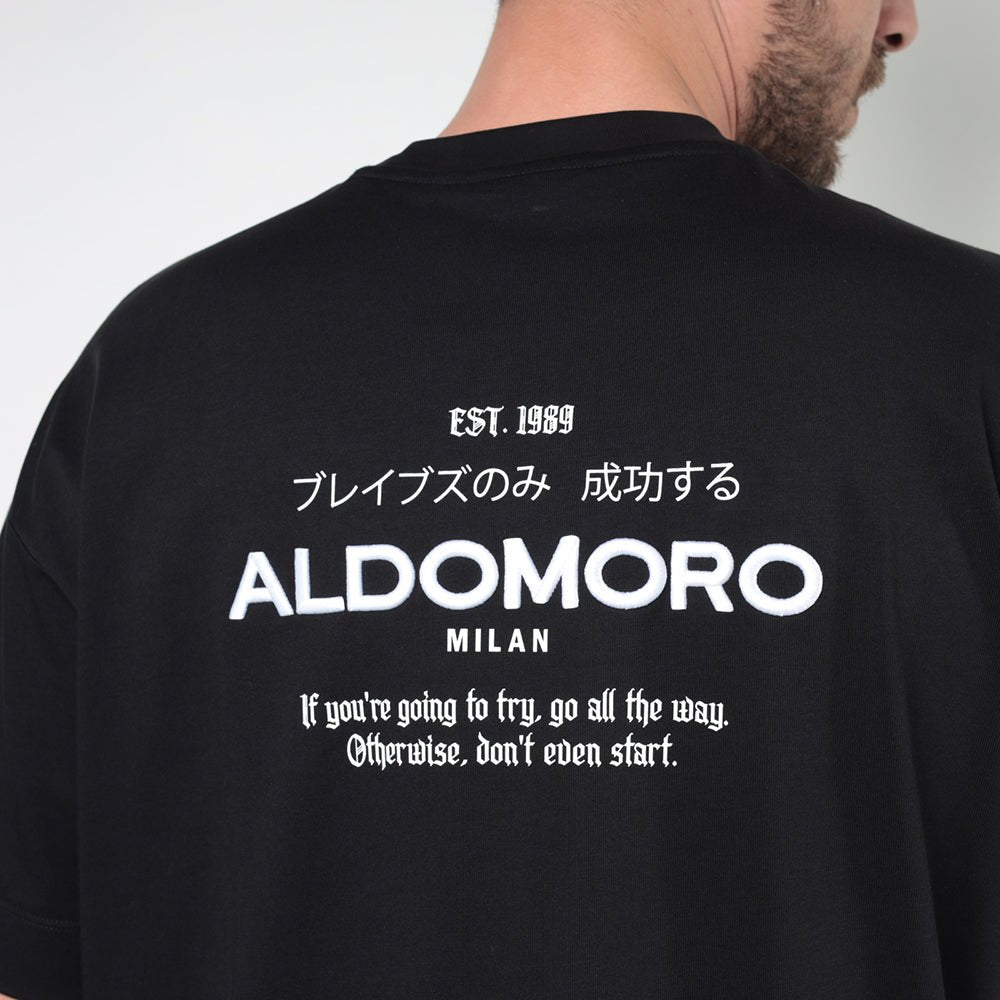 EST. 1989
ブレイブズのみ 成功する
ALDOMORO
MILAN
If you're going to try, go all the way.
Otherwise, don't even start.